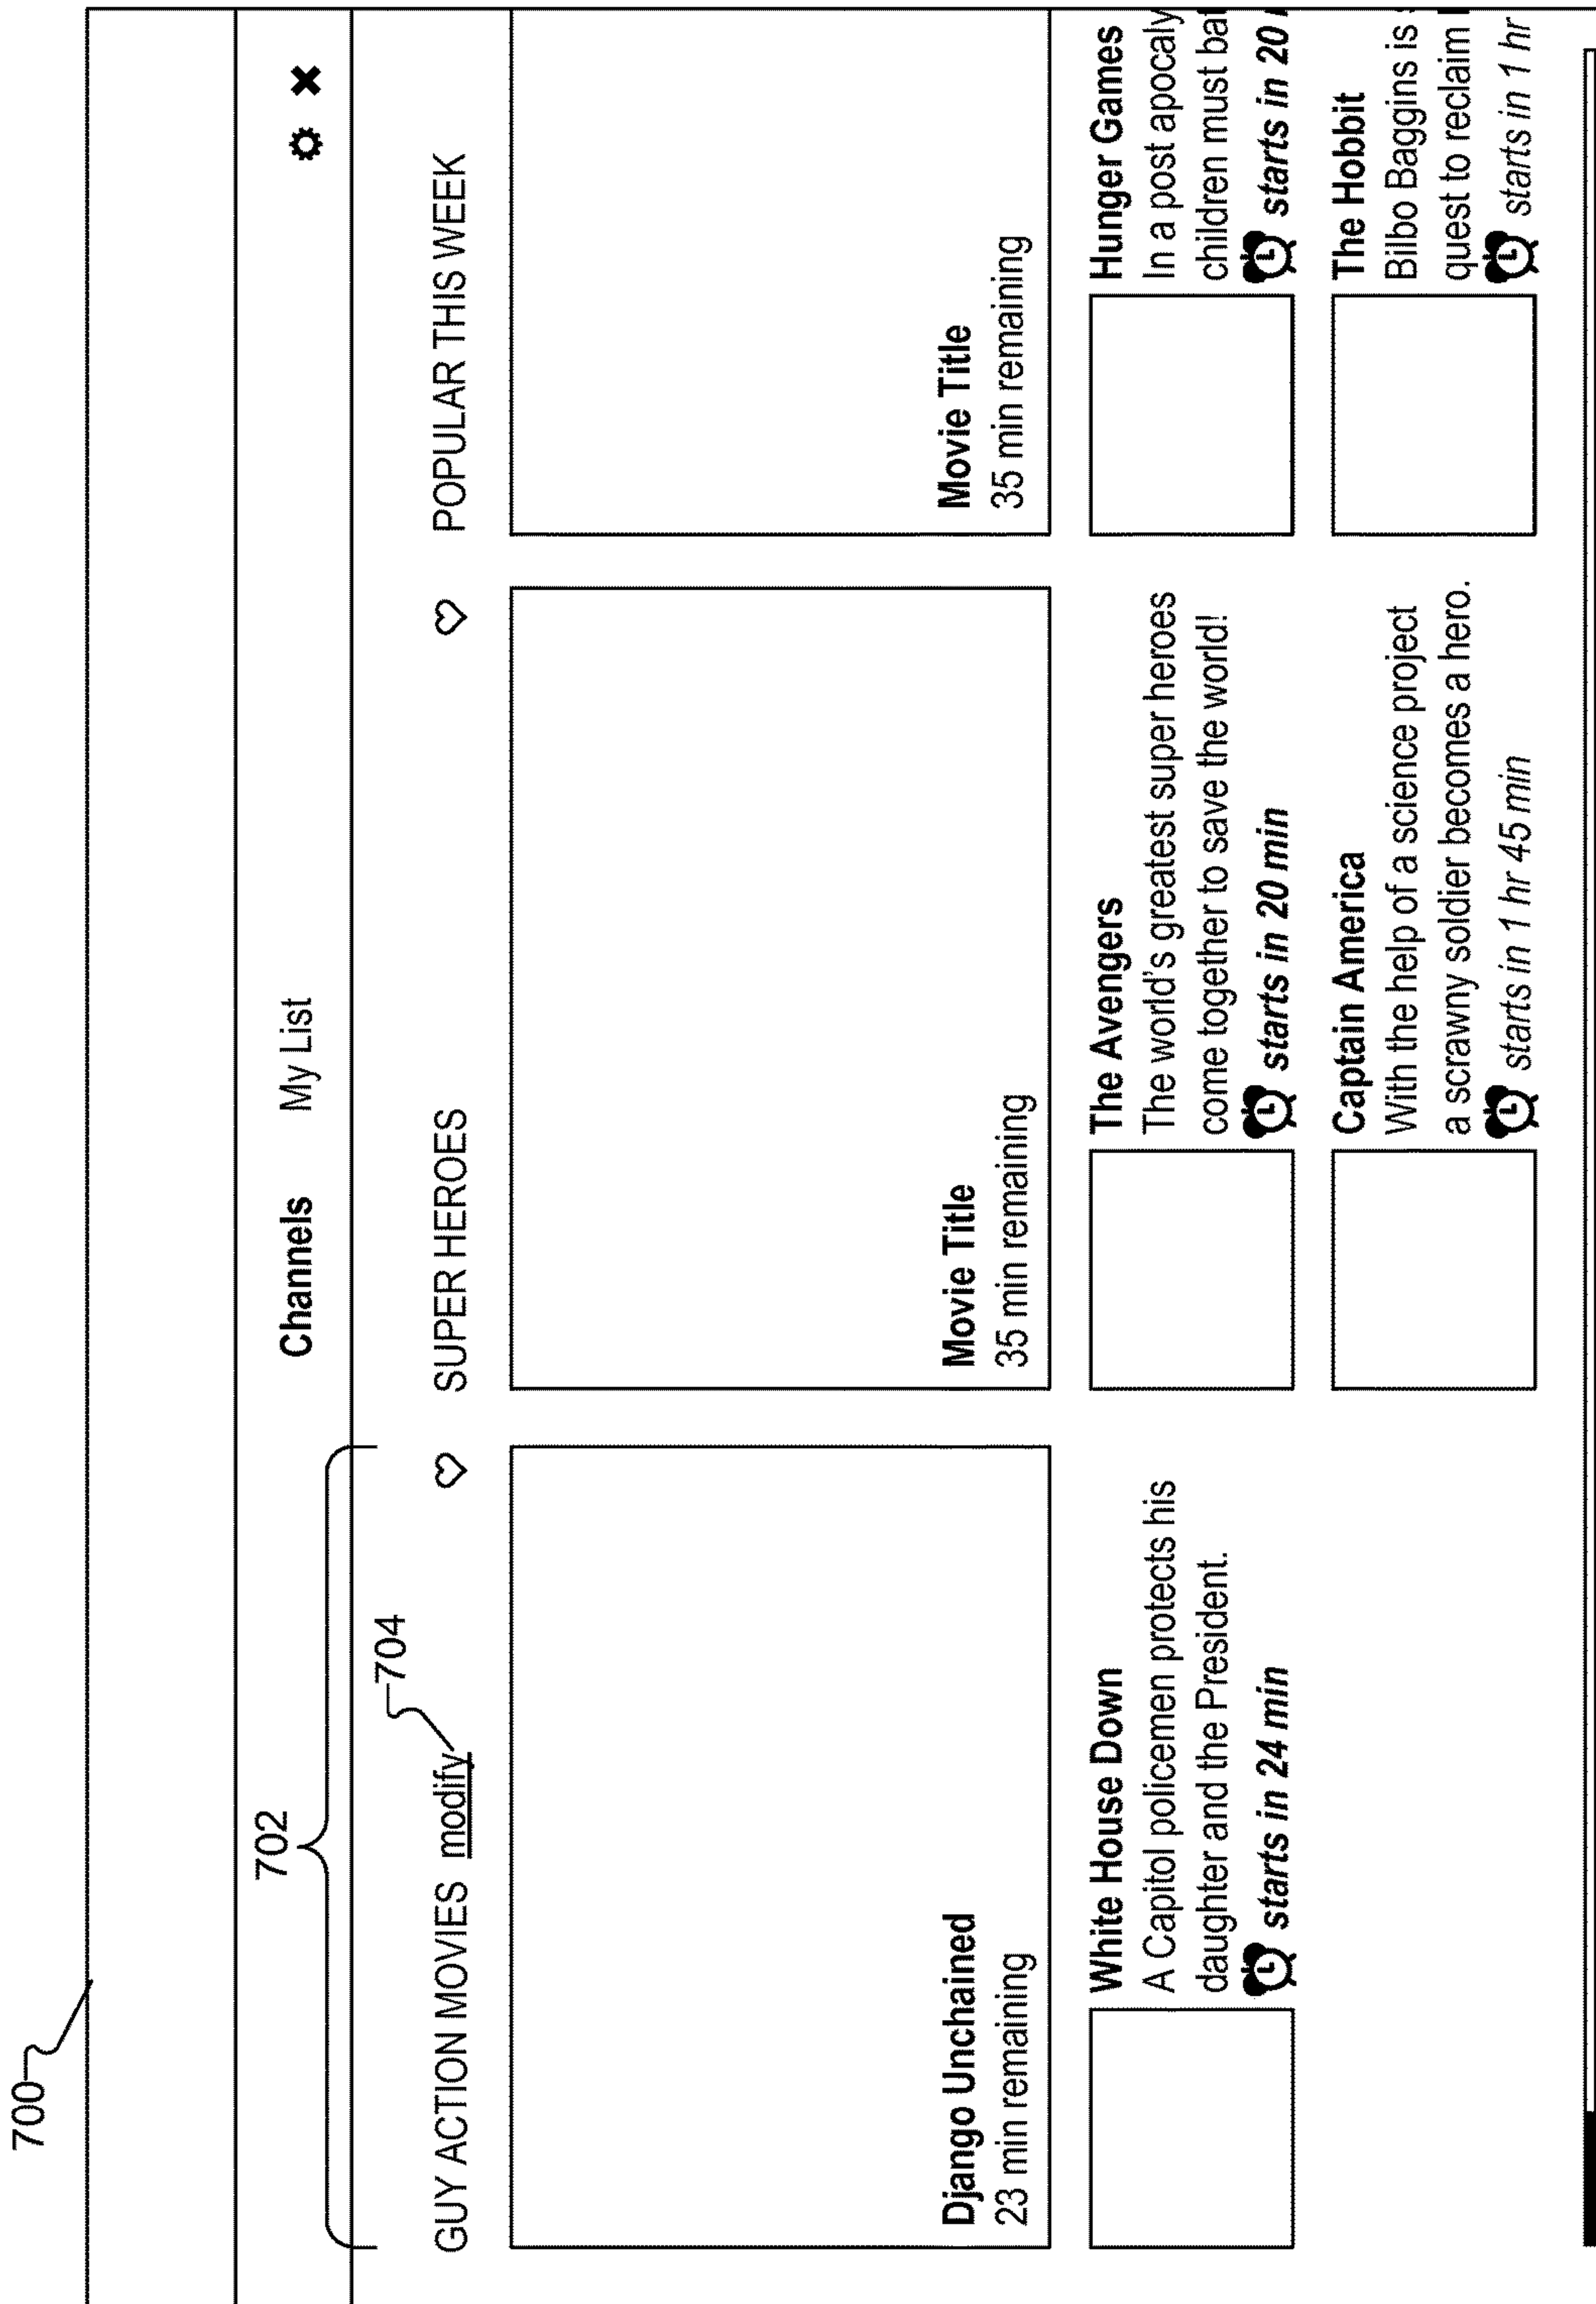 700
702
Channels My List
704
GUY ACTION MOVIES modify
Django Unchained
23 min remaining
White House Down
A Capitol policemen protects his
daughter and the President.
starts in 24 min
SUPER HEROES
Movie Title
35 min remaining
The Avengers
The world's greatest super heroes
come together to save the world!
starts in 20 min
Captain America
With the help of a science project
a scrawny soldier becomes a hero.
starts in 1 hr 45 min
POPULAR THIS WEEK
Movie Title
35 min remaining
Hunger Games
In a post apocaly
children must bat
starts in 20
The Hobbit
Bilbo Baggins is
quest to reclaim
starts in 1 hr